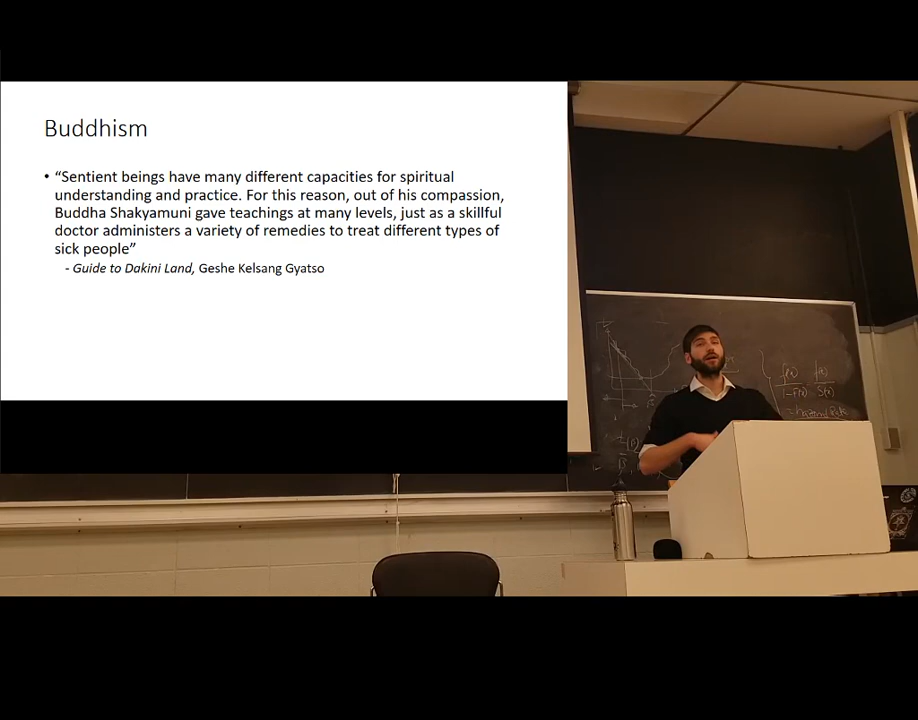 Buddhism
• “Sentient beings have many different capacities for spiritual
understanding and practice. For this reason, out of his compassion,
Buddha Shakyamuni gave teachings at many levels, just as a skillful
doctor administers a variety of remedies to treat different types of
sick people”
- Guide to Dakini Land, Geshe Kelsang Gyatso
f(x) f(x)
1-F(x) S(x)